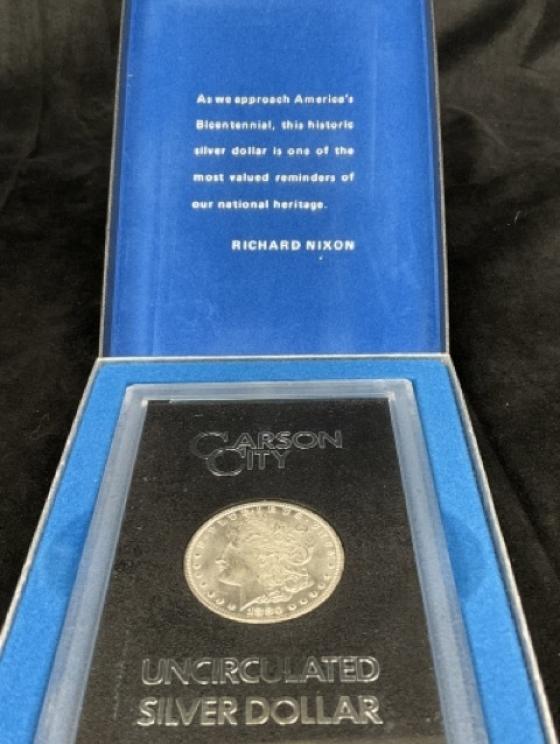 As we approach America's
Bicentennial, this historic
silver dollar is one of the
most valued reminders of
our national heritage.
RICHARD NIXON
CARSON
CITY
UNCIRCULATED
SILVER DOLLAR